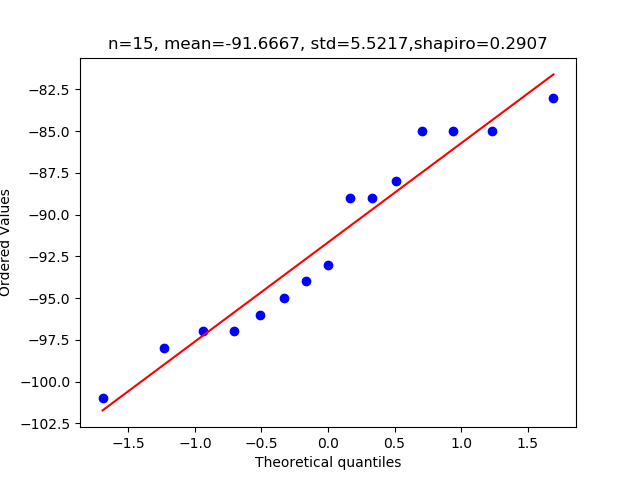 n=15, mean=-91.6667, std=5.5217,shapiro=0.2907
−82.5
−85.0
−87.5
−90.0
−92.5
−95.0
−97.5
−100.0
−102.5
Ordered Values
−1.5 −1.0 −0.5 0.0 0.5 1.0 1.5
Theoretical quantiles